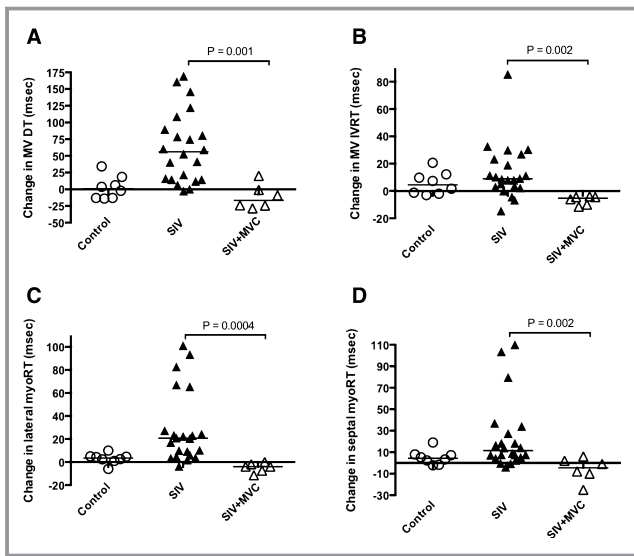 A
P = 0.001
Change in MV DT (msec)
175
150
125
100
75
50
25
0
-25
-50
Control
SIV
SIV+MVC
B
P = 0.002
Change in MV IVRT (msec)
80
60
40
20
0
-20
Control
SIV
SIV+MVC
C
P = 0.0004
Change in lateral myoRT (msec)
100
80
60
40
20
0
-20
Control
SIV
SIV+MVC
D
P = 0.002
Change in septal myoRT (msec)
110
90
70
50
30
10
-10
-30
Control
SIV
SIV+MVC